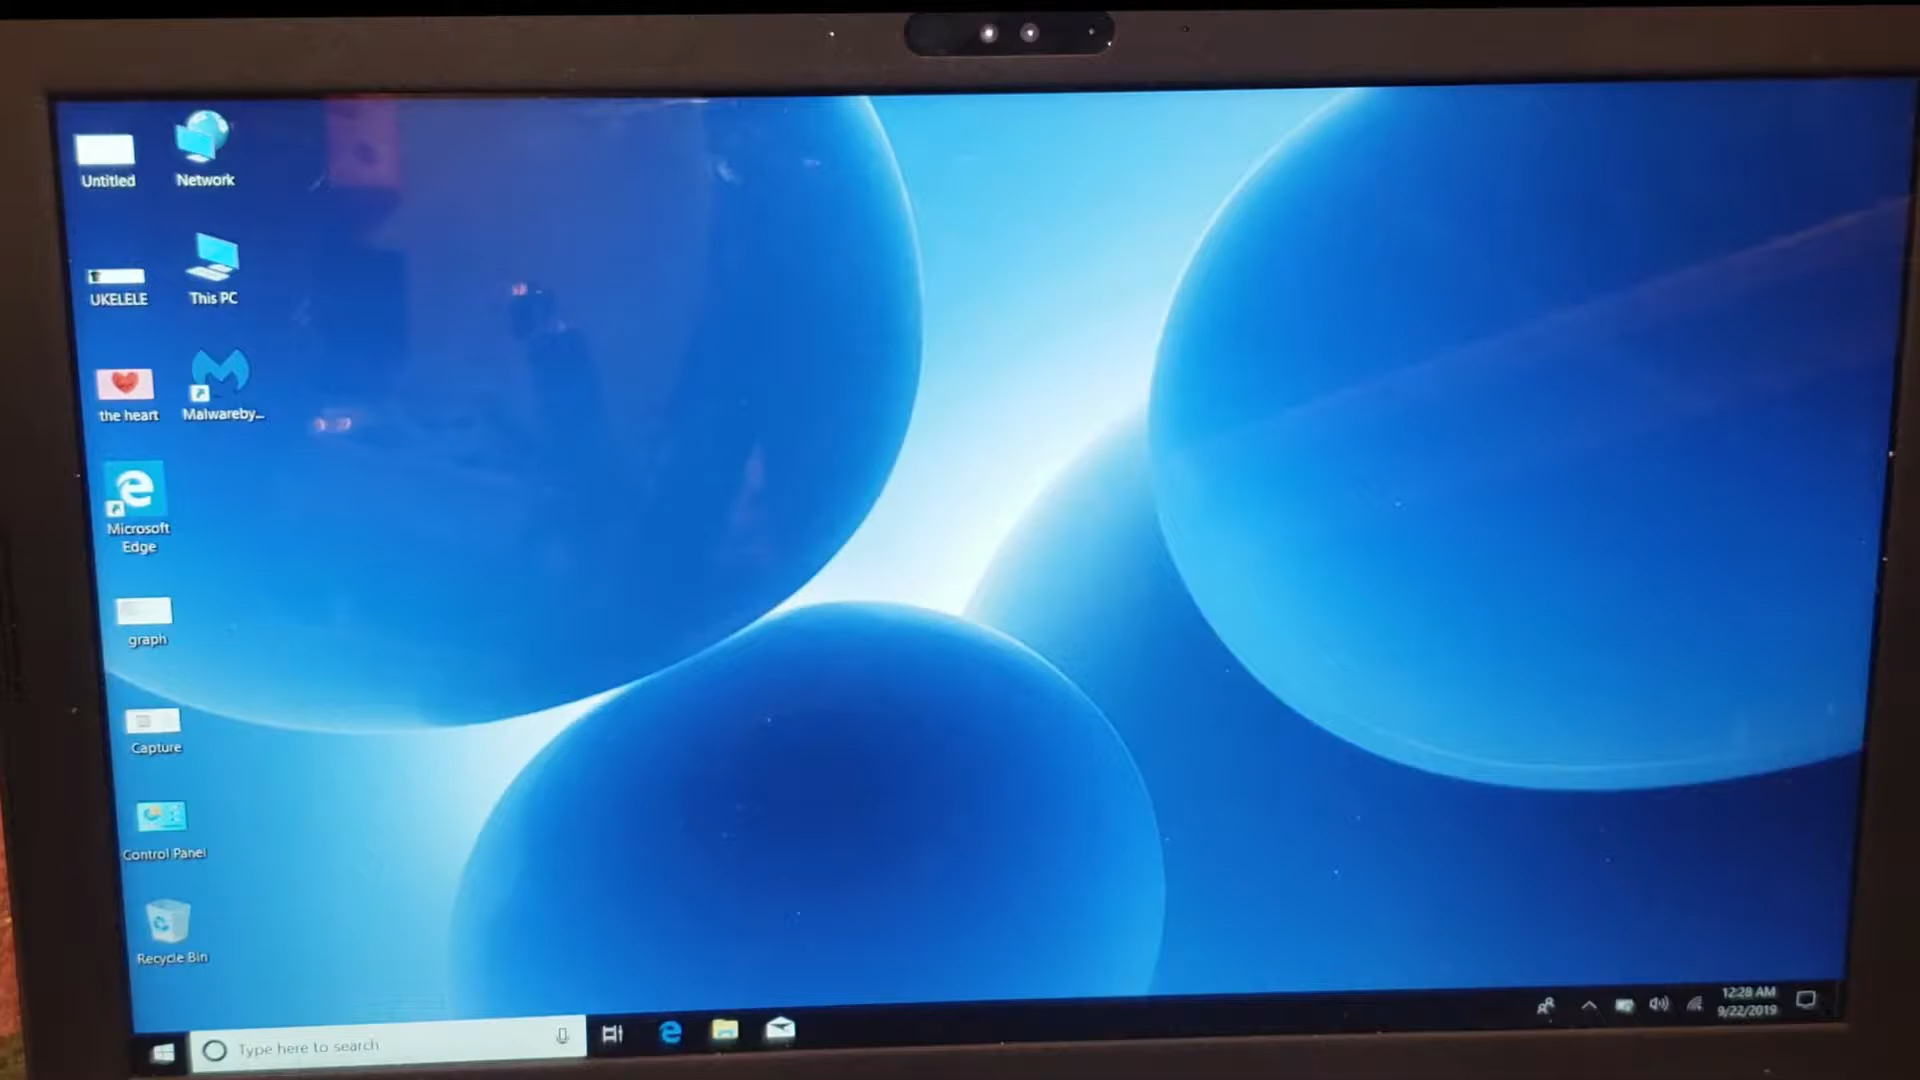 Untitled
Network
UKELELE
This PC
the heart
Malwareby...
Microsoft
Edge
graph
Capture
Control Panel
Recycle Bin
Type here to search
12:28 AM
9/22/2019